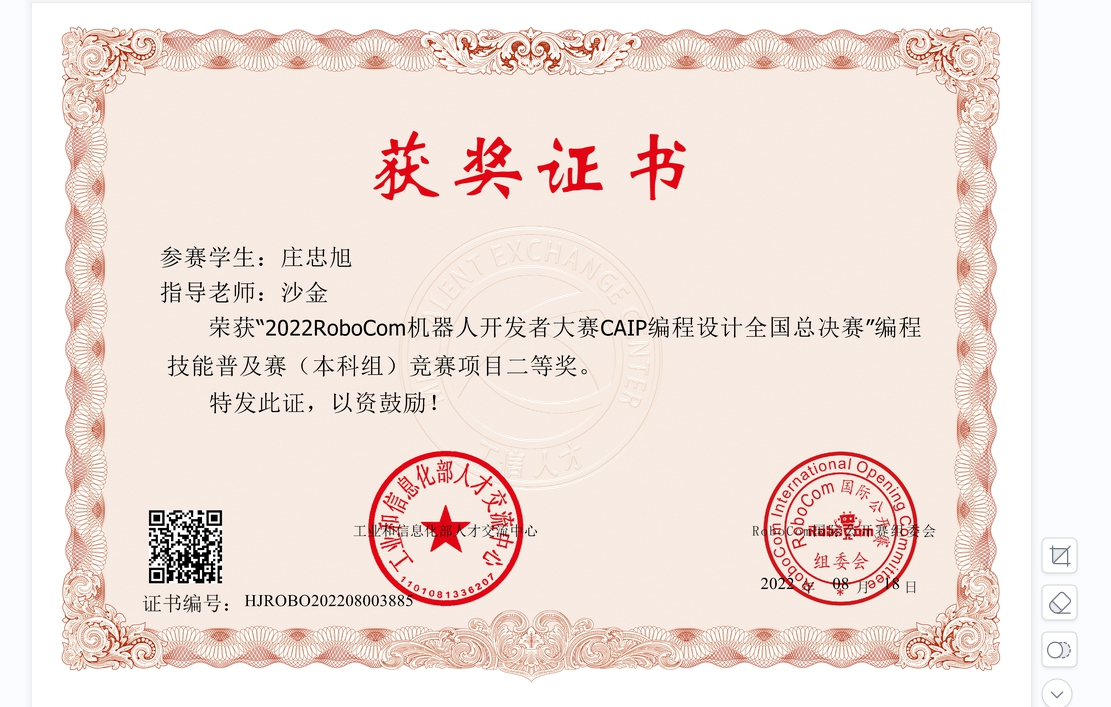 获奖证书
参赛学生：庄忠旭
指导老师：沙金
荣获“2022RoboCom机器人开发者大赛CAIP编程设计全国总决赛”编程
技能普及赛（本科组）竞赛项目二等奖。
特发此证，以资鼓励！
TALENT EXCHANGE CENTER
工信人才
工业和信息化部人才交流中心
1101081336207
工业和信息化部人才交流中心
RoboCom International Opening Committee
RoboCom 国际公开赛
RoboCom
组委会
RoboCom国际公开赛组委会
2022 年 08 月 18 日
证书编号： HJROBO202208003885